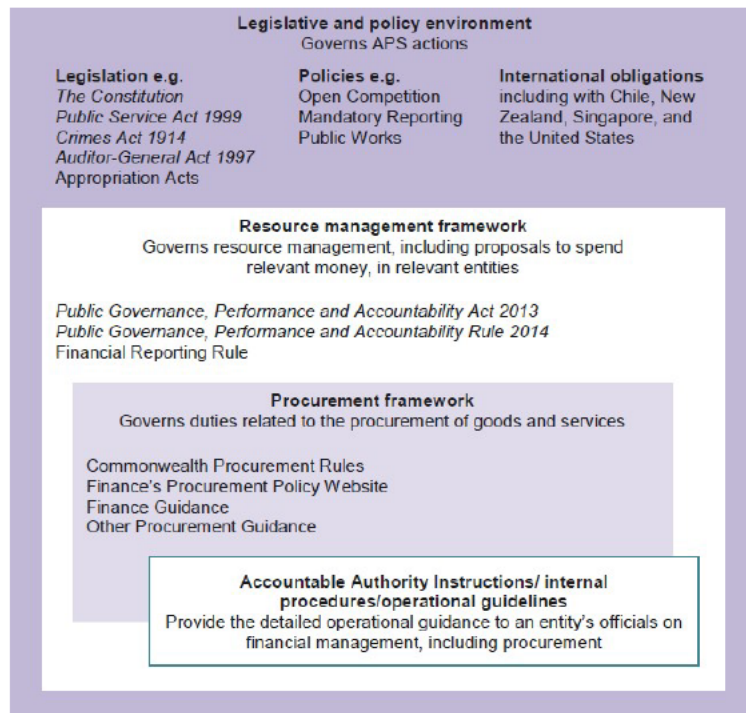 Legislative and policy environment
Governs APS actions
Legislation e.g.
The Constitution
Public Service Act 1999
Crimes Act 1914
Auditor-General Act 1997
Appropriation Acts
Policies e.g.
Open Competition
Mandatory Reporting
Public Works
International obligations
including with Chile, New
Zealand, Singapore, and
the United States
Resource management framework
Governs resource management, including proposals to spend
relevant money, in relevant entities
Public Governance, Performance and Accountability Act 2013
Public Governance, Performance and Accountability Rule 2014
Financial Reporting Rule
Procurement framework
Governs duties related to the procurement of goods and services
Commonwealth Procurement Rules
Finance's Procurement Policy Website
Finance Guidance
Other Procurement Guidance
Accountable Authority Instructions/ internal
procedures/operational guidelines
Provide the detailed operational guidance to an entity's officials on
financial management, including procurement